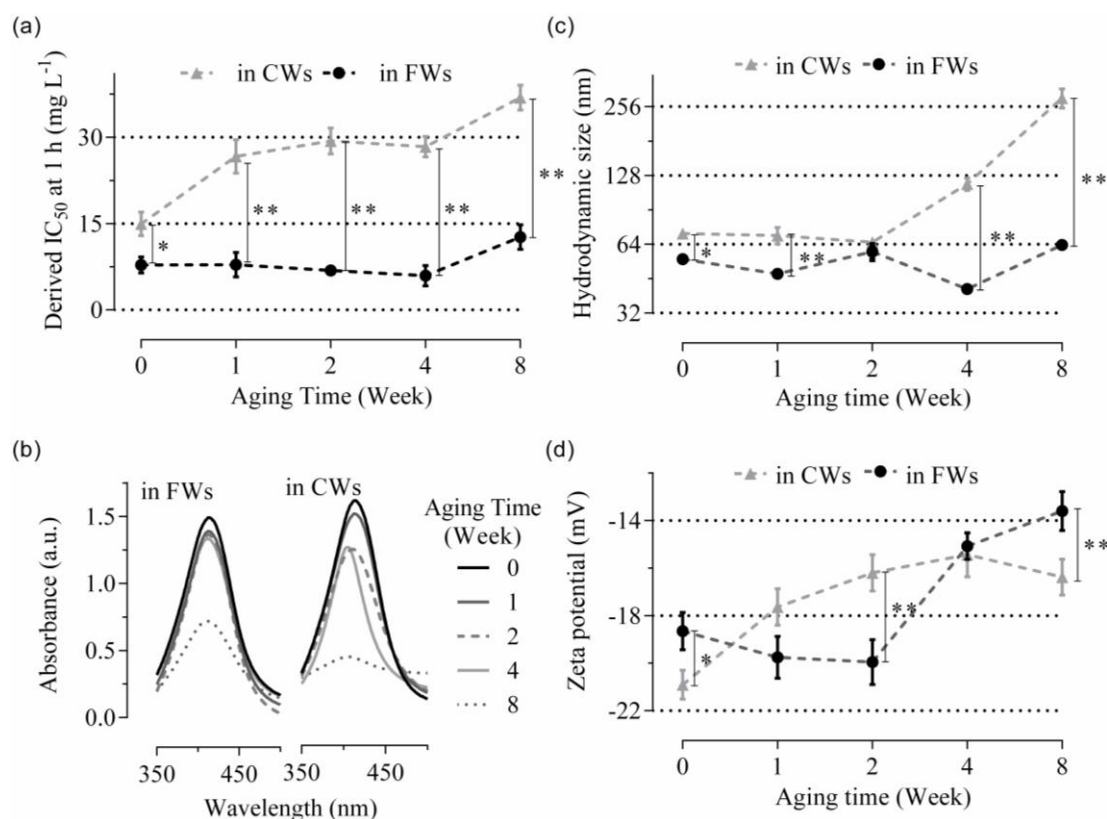 (a)
in CWs in FWs
Derived IC50 at 1 h (mg L-1)
30
15
0
* ** ** ** **
0 1 2 4 8
Aging Time (Week)
(c)
in CWs in FWs
Hydrodynamic size (nm)
256
128
64
32
* ** ** **
0 1 2 4 8
Aging time (Week)
(b)
in FWs in CWs
Absorbance (a.u.)
1.5
1.0
0.5
0.0
Aging Time
(Week)
0
1
2
4
8
350 450 350 450
Wavelength (nm)
(d)
in CWs in FWs
Zeta potential (mV)
-14
-18
-22
* ** **
0 1 2 4 8
Aging time (Week)